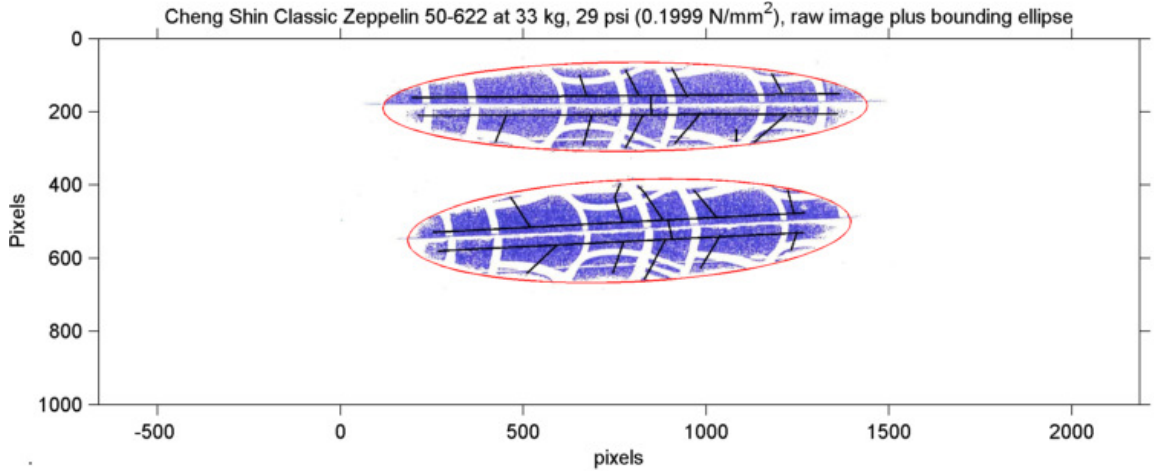 Cheng Shin Classic Zeppelin 50-622 at 33 kg, 29 psi (0.1999 N/mm2), raw image plus bounding ellipse
0
200
400
600
800
1000
Pixels
-500 0 500 1000 1500 2000
pixels